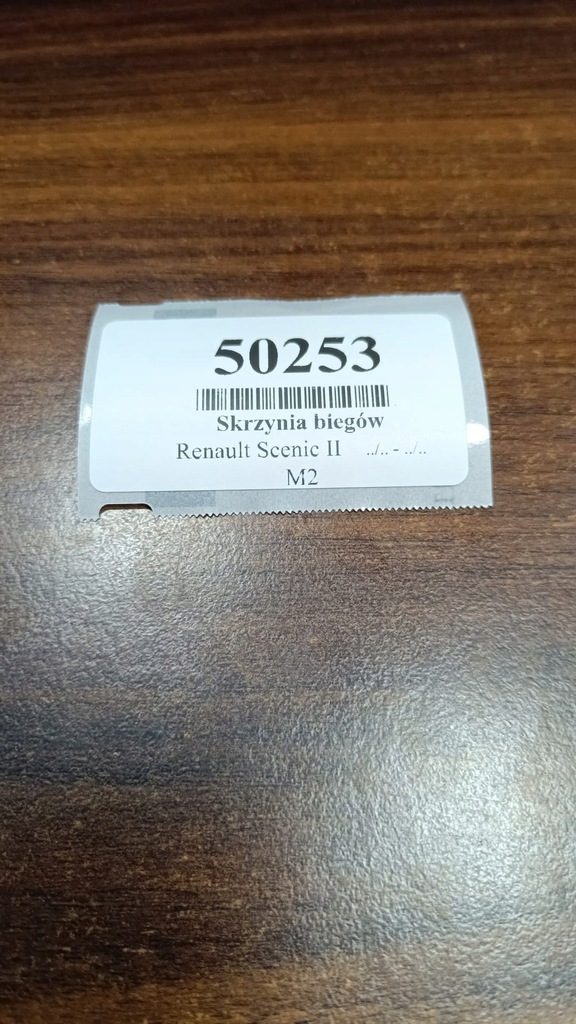 50253
Skrzynia biegów
Renault Scenic II ../.. - ../..
M2